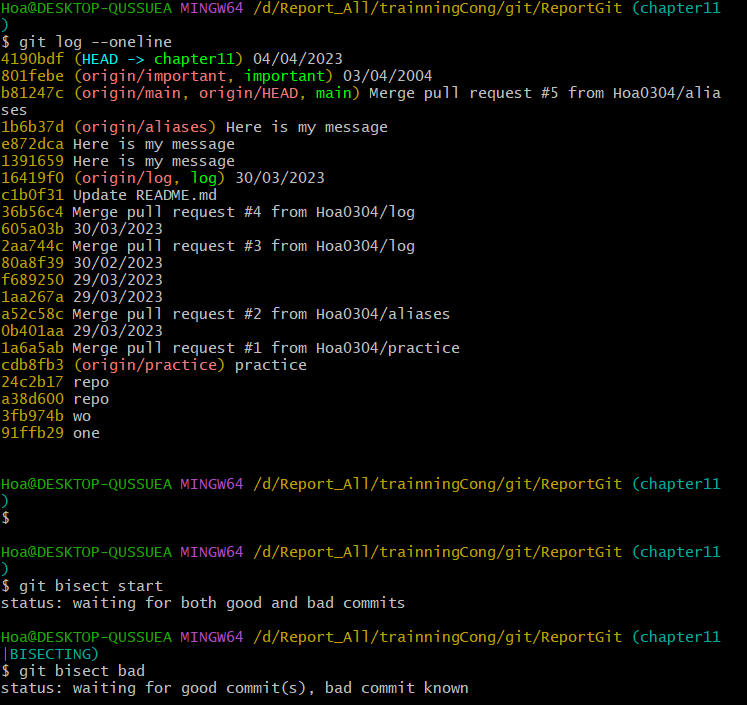 Hoa@DESKTOP-QUSSUEA MINGW64 /d/Report_All/trainningCong/git/ReportGit (chapter11
)
$ git log --oneline
4190bdf (HEAD -> chapter11) 04/04/2023
801febe (origin/important, important) 03/04/2004
b81247c (origin/main, origin/HEAD, main) Merge pull request #5 from Hoa0304/alia
ses
1b6b37d (origin/aliases) Here is my message
e872dca Here is my message
1391659 Here is my message
16419f0 (origin/log, log) 30/03/2023
c1b0f31 Update README.md
36b56c4 Merge pull request #4 from Hoa0304/log
605a03b 30/03/2023
2aa744c Merge pull request #3 from Hoa0304/log
80a8f39 30/02/2023
f689250 29/03/2023
1aa267a 29/03/2023
a52c58c Merge pull request #2 from Hoa0304/aliases
0b401aa 29/03/2023
1a6a5ab Merge pull request #1 from Hoa0304/practice
cdb8fb3 (origin/practice) practice
24c2b17 repo
a38d600 repo
3fb974b wo
91ffb29 one
Hoa@DESKTOP-QUSSUEA MINGW64 /d/Report_All/trainningCong/git/ReportGit (chapter11
)
$
Hoa@DESKTOP-QUSSUEA MINGW64 /d/Report_All/trainningCong/git/ReportGit (chapter11
)
$ git bisect start
status: waiting for both good and bad commits
Hoa@DESKTOP-QUSSUEA MINGW64 /d/Report_All/trainningCong/git/ReportGit (chapter11
|BISECTING)
$ git bisect bad
status: waiting for good commit(s), bad commit known